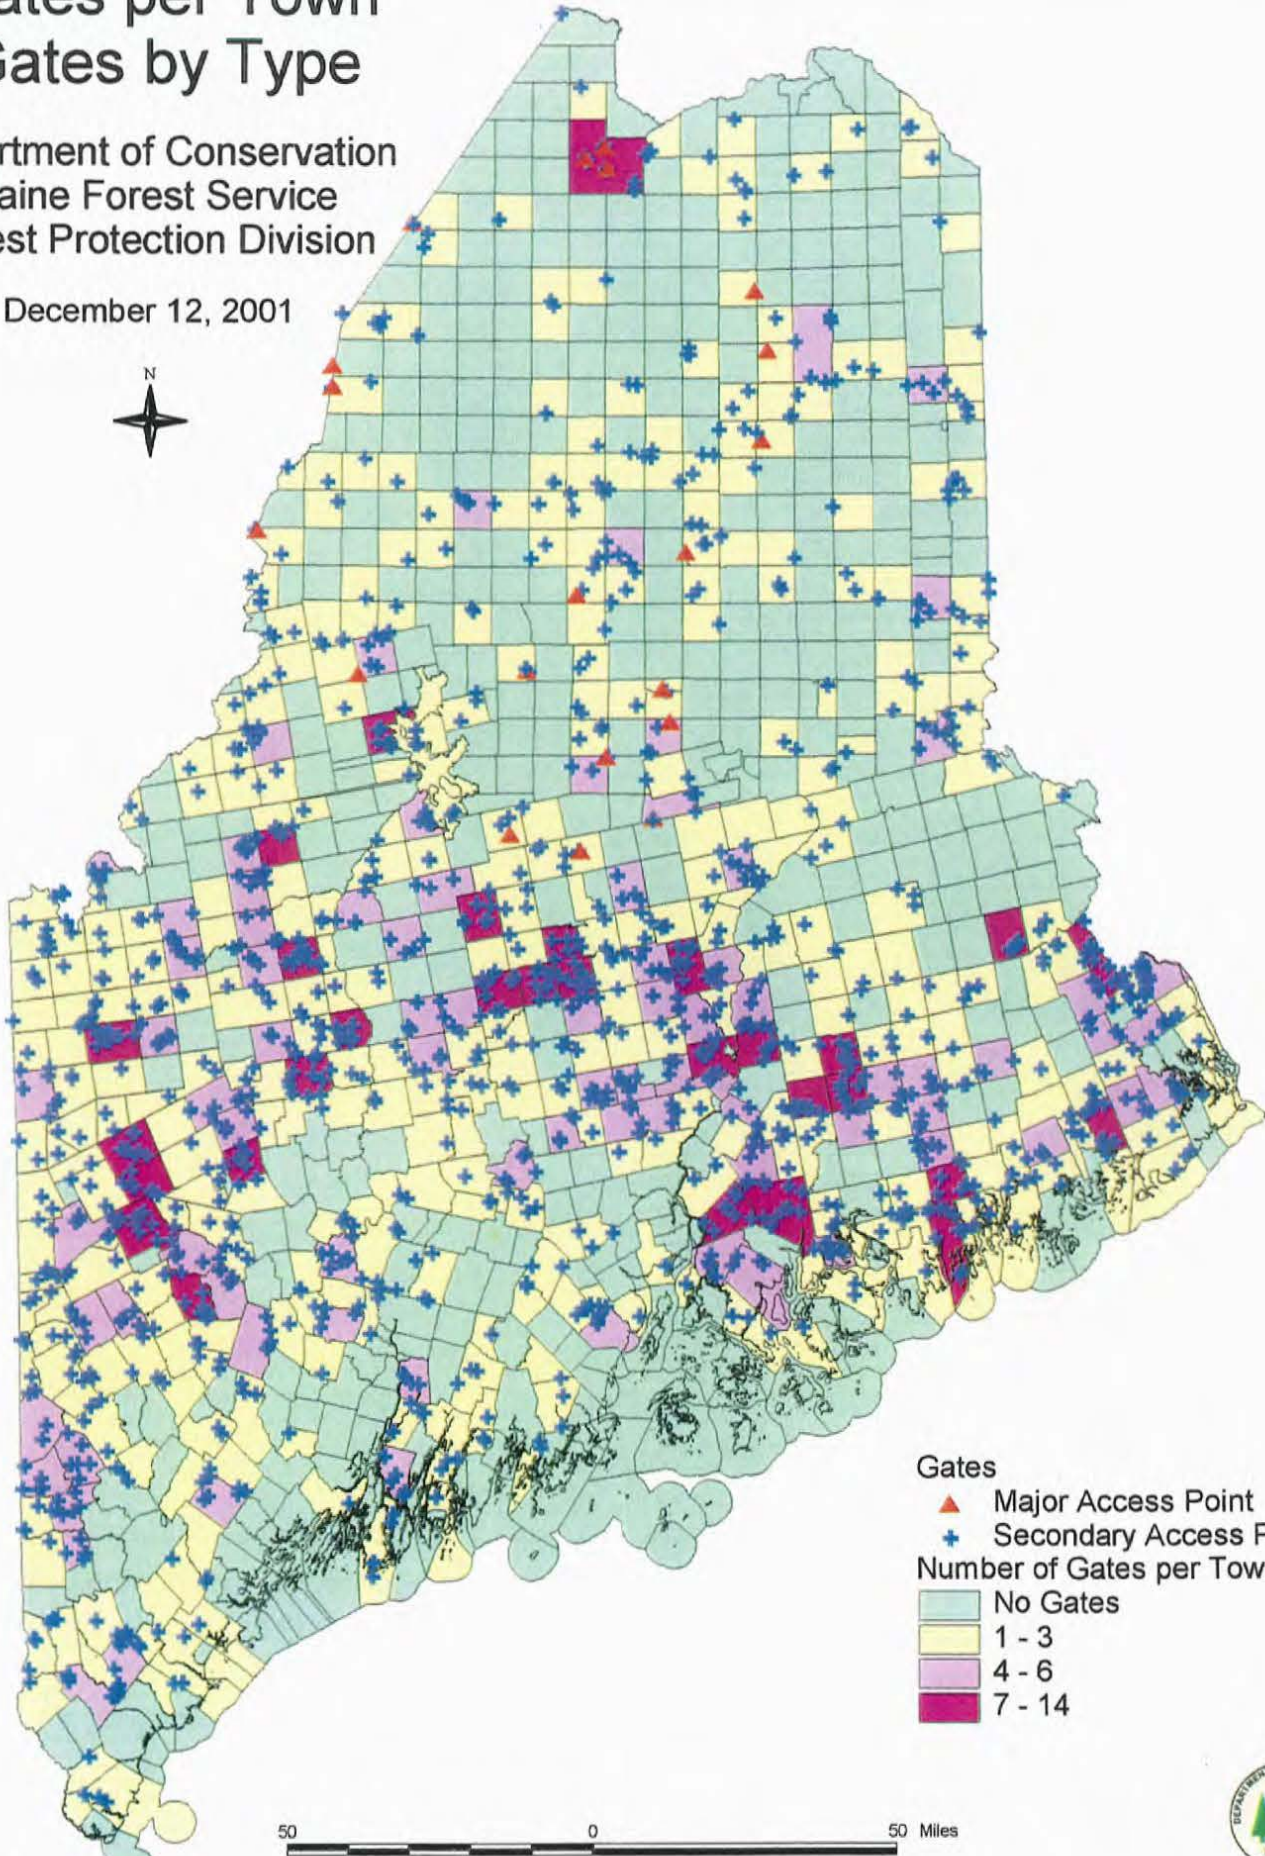 ates per Town
Gates by Type
rtment of Conservation
aine Forest Service
est Protection Division
December 12, 2001
N
Gates
Major Access Point
Secondary Access P
Number of Gates per Tow
No Gates
1 - 3
4 - 6
7 - 14
50 0 50 Miles